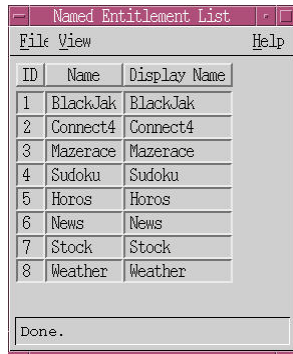 Named Entitlement List
File View Help
ID Name Display Name
1 BlackJak BlackJak
2 Connect4 Connect4
3 Mazerace Mazerace
4 Sudoku Sudoku
5 Horos Horos
6 News News
7 Stock Stock
8 Weather Weather
Done.